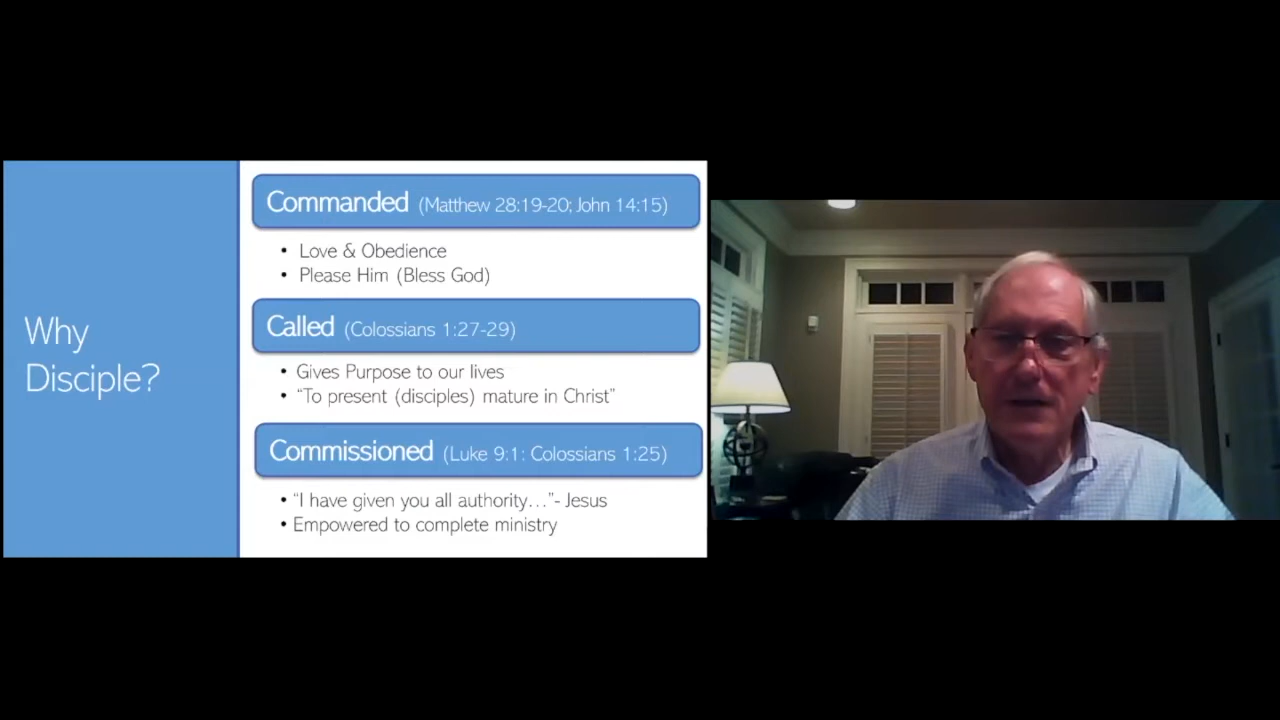 Why
Disciple?
Commanded (Matthew 28:19-20; John 14:15)
• Love & Obedience
• Please Him (Bless God)
Called (Colossians 1:27-29)
• Gives Purpose to our lives
• “To present (disciples) mature in Christ”
Commissioned (Luke 9:1: Colossians 1:25)
• “I have given you all authority…”- Jesus
• Empowered to complete ministry